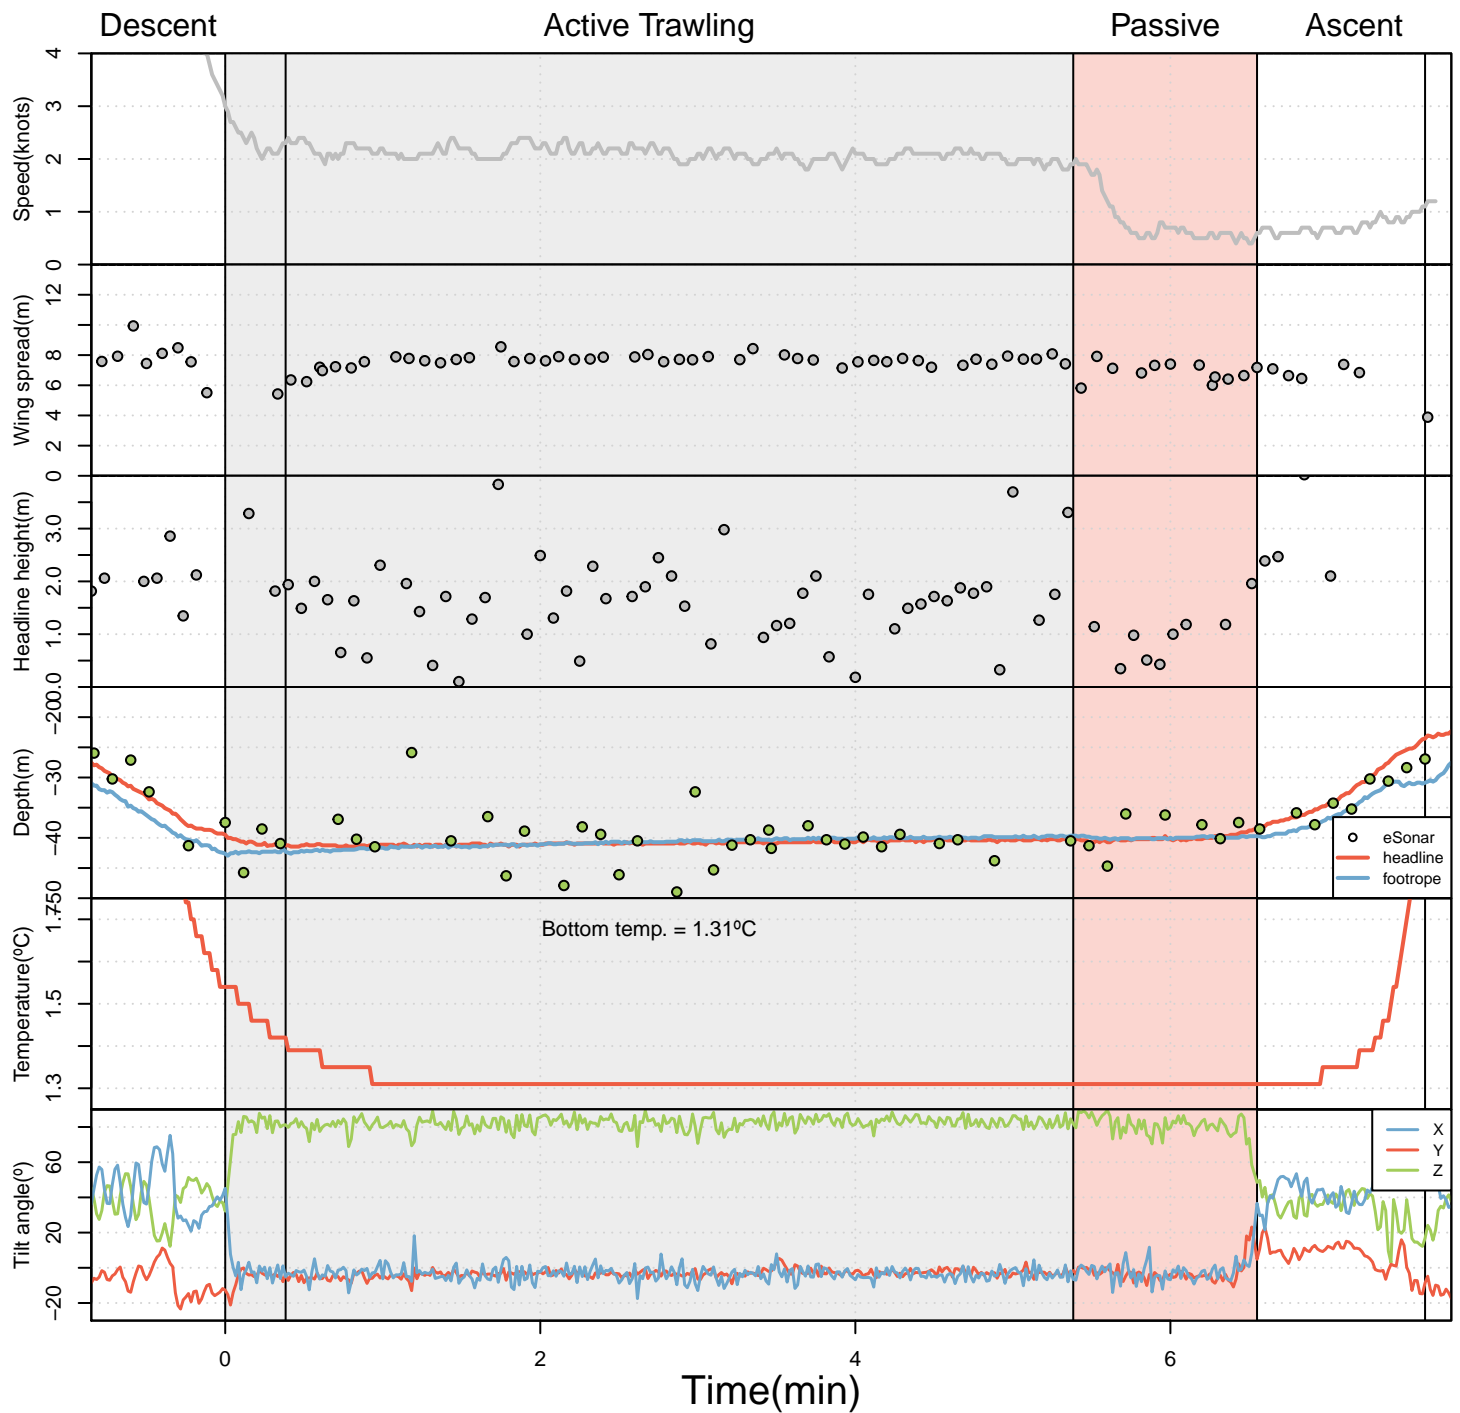 Descent Active Trawling Passive Ascent
Speed(knots)
4
3
2
1
0
Wing spread(m)
12
8
6
4
2
0
Headline height(m)
3.0
2.0
1.0
0.0
Depth(m)
−20
−30
−40
−50
eSonar
headline
footrope
Temperature(ºC)
1.7
1.5
1.3
Bottom temp. = 1.31ºC
Tilt angle(º)
60
20
−20
X
Y
Z
0 2 4 6
Time(min)